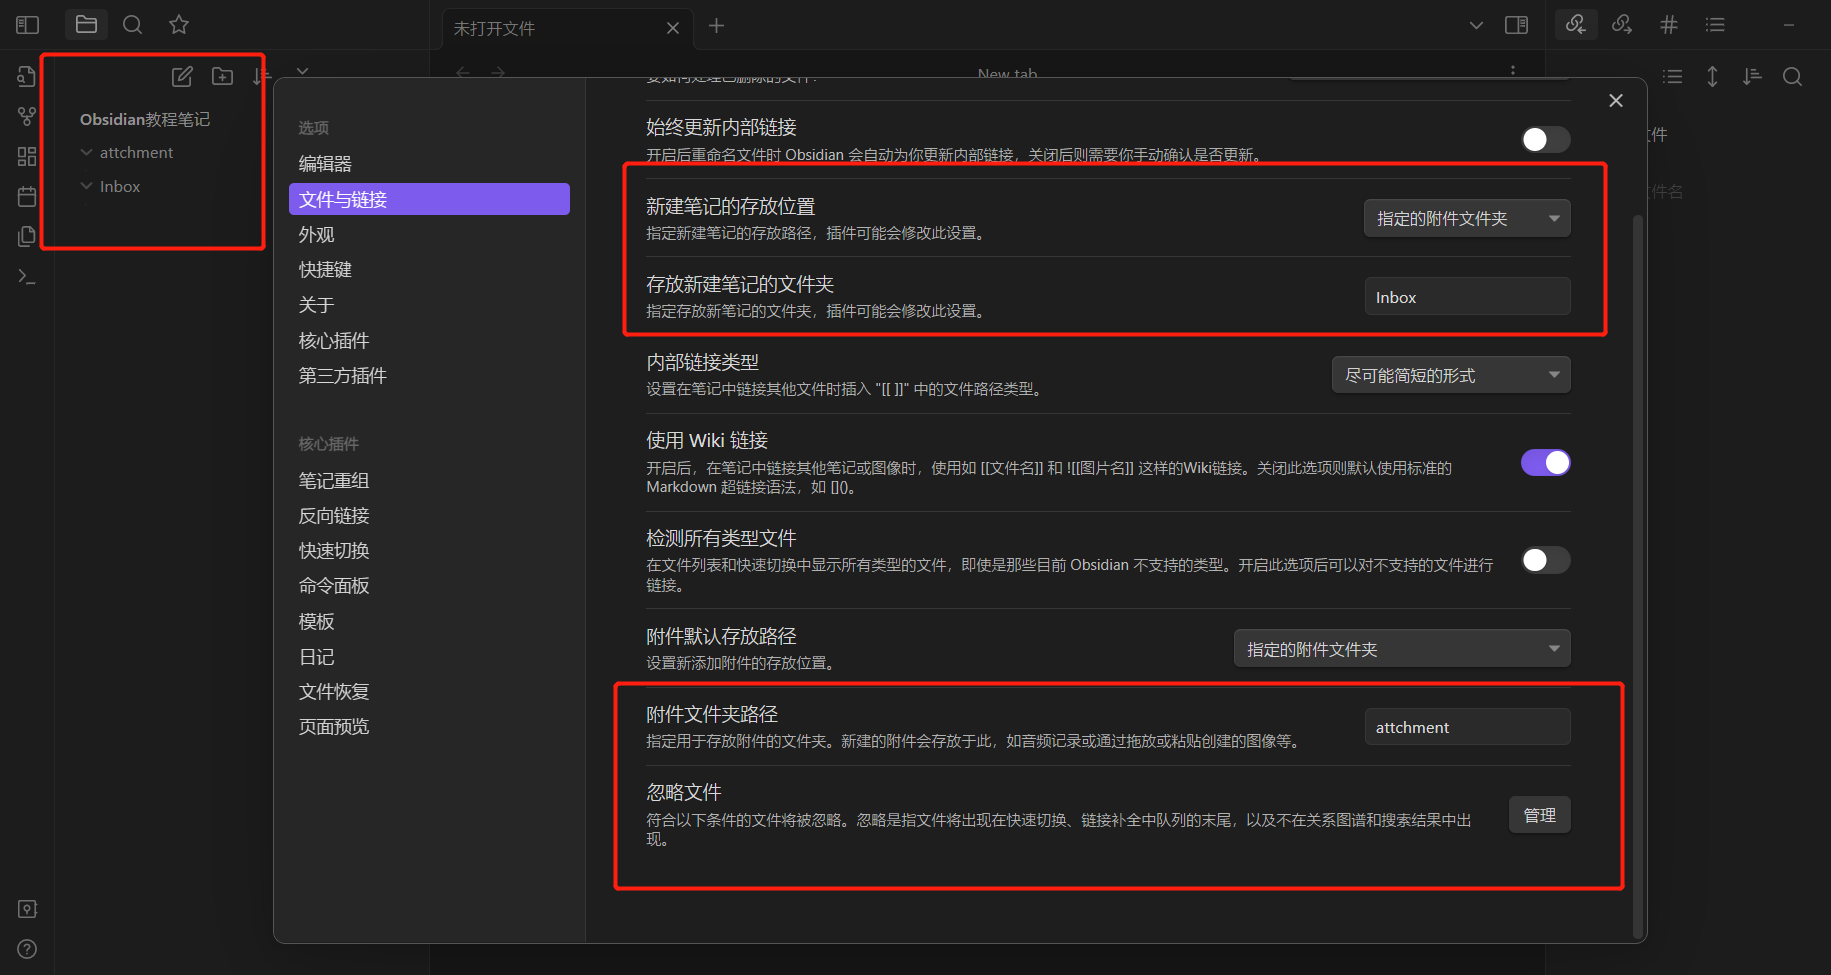 未打开文件
New tab
Obsidian教程笔记
attchment
Inbox
选项
编辑器
文件与链接
外观
快捷键
关于
核心插件
第三方插件
核心插件
笔记重组
反向链接
快速切换
命令面板
模板
日记
文件恢复
页面预览
要如何处理已删除的文件？
始终更新内部链接
开启后重命名文件时 Obsidian 会自动为你更新内部链接，关闭后则需要你手动确认是否更新。
新建笔记的存放位置
指定新建笔记的存放路径，插件可能会修改此设置。
指定的附件文件夹
存放新建笔记的文件夹
指定存放新笔记的文件夹，插件可能会修改此设置。
Inbox
内部链接类型
设置在笔记中链接其他文件时插入 "[[ ]]" 中的文件路径类型。
尽可能简短的形式
使用 Wiki 链接
开启后，在笔记中链接其他笔记或图像时，使用如 [[文件名]] 和 ![[图片名]] 这样的Wiki链接。关闭此选项则默认使用标准的
Markdown 超链接语法，如 []()。
检测所有类型文件
在文件列表和快速切换中显示所有类型的文件，即使是那些目前 Obsidian 不支持的类型。开启此选项后可以对不支持的文件进行
链接。
附件默认存放路径
设置新添加附件的存放位置。
指定的附件文件夹
附件文件夹路径
指定用于存放附件的文件夹。新建的附件会存放于此，如音频记录或通过拖放或粘贴创建的图像等。
attchment
忽略文件
符合以下条件的文件将被忽略。忽略是指文件将出现在快速切换、链接补全中队列的末尾，以及不在关系图谱和搜索结果中出
现。
管理
件
件名